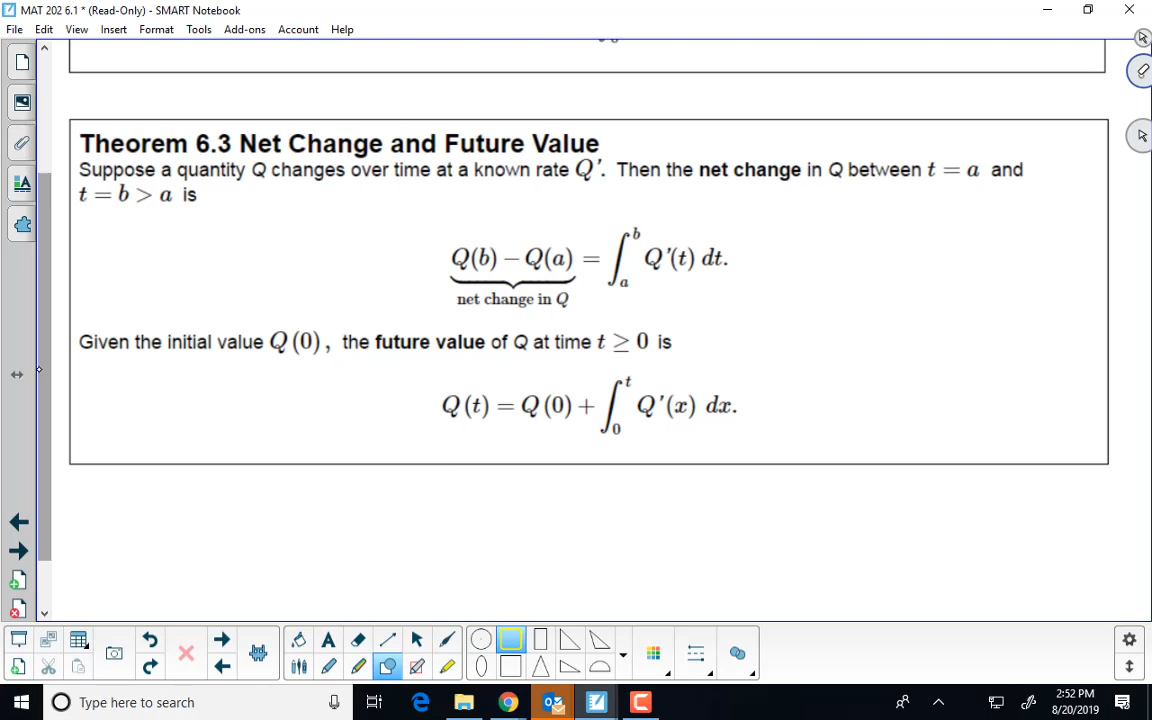 MAT 202 6.1 * (Read-Only) - SMART Notebook
File Edit View Insert Format Tools Add-ons Account Help
Theorem 6.3 Net Change and Future Value
Suppose a quantity Q changes over time at a known rate Q'. Then the net change in Q between t = a and
t = b > a is
Q(b) − Q(a) = ∫_a^b Q'(t) dt.
net change in Q
Given the initial value Q(0), the future value of Q at time t ≥ 0 is
Q(t) = Q(0) + ∫_0^t Q'(x) dx.
Type here to search
2:52 PM
8/20/2019